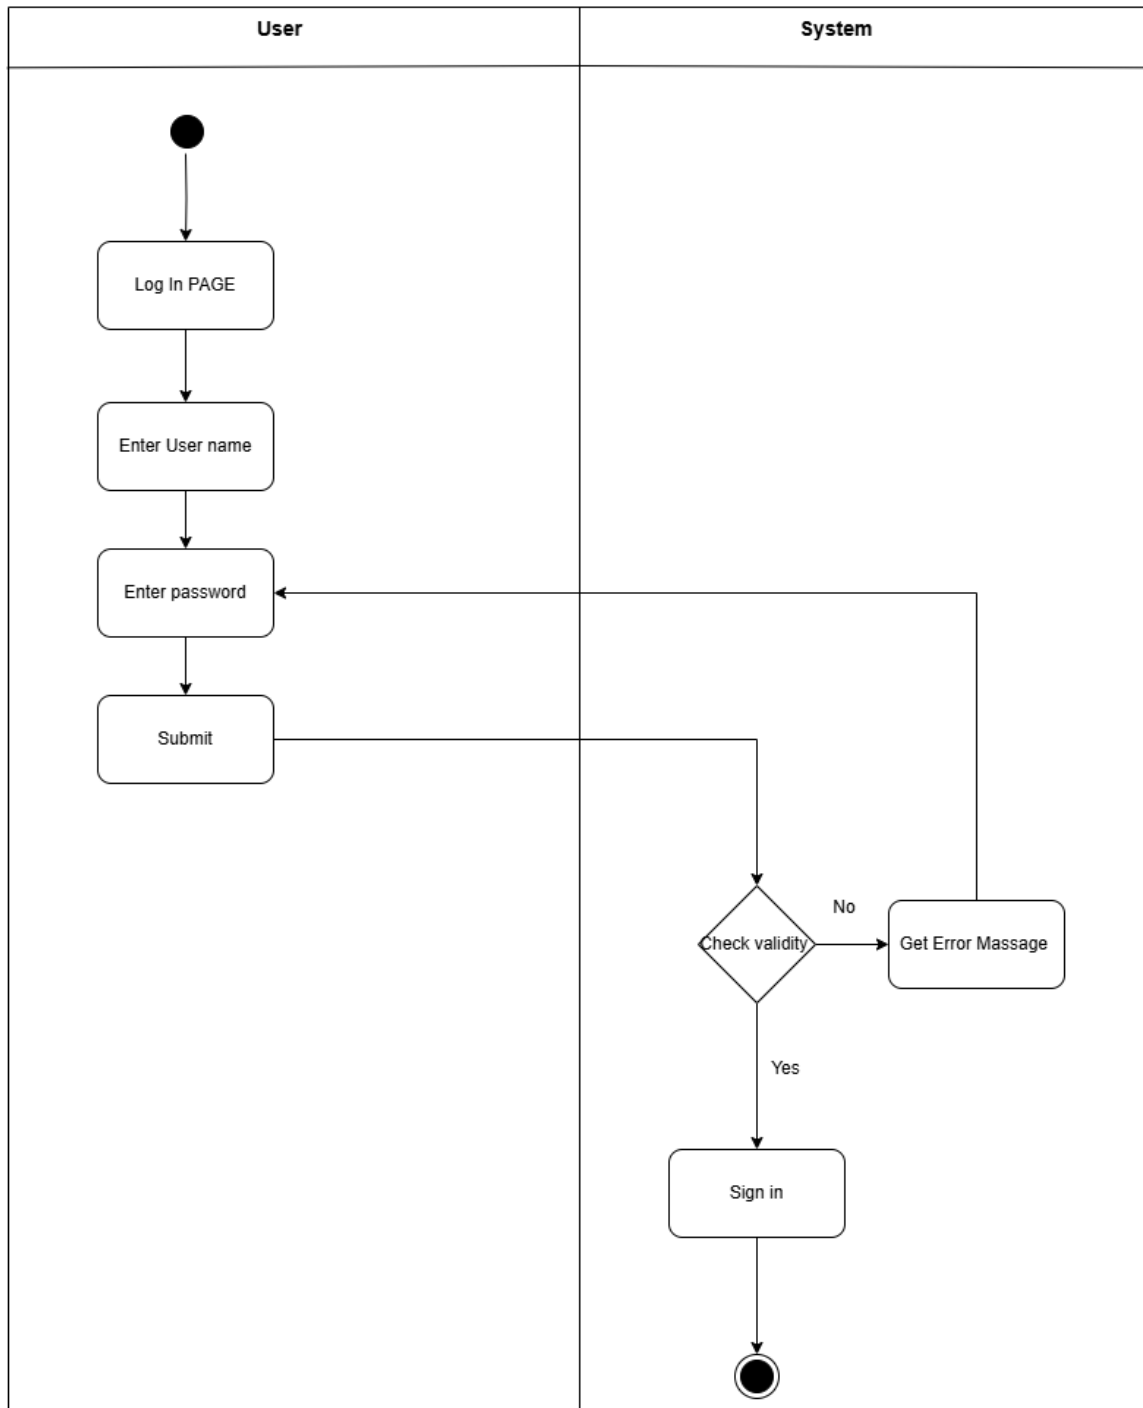 User
System
Log In PAGE
Enter User name
Enter password
Submit
Check validity
No
Get Error Massage
Yes
Sign in